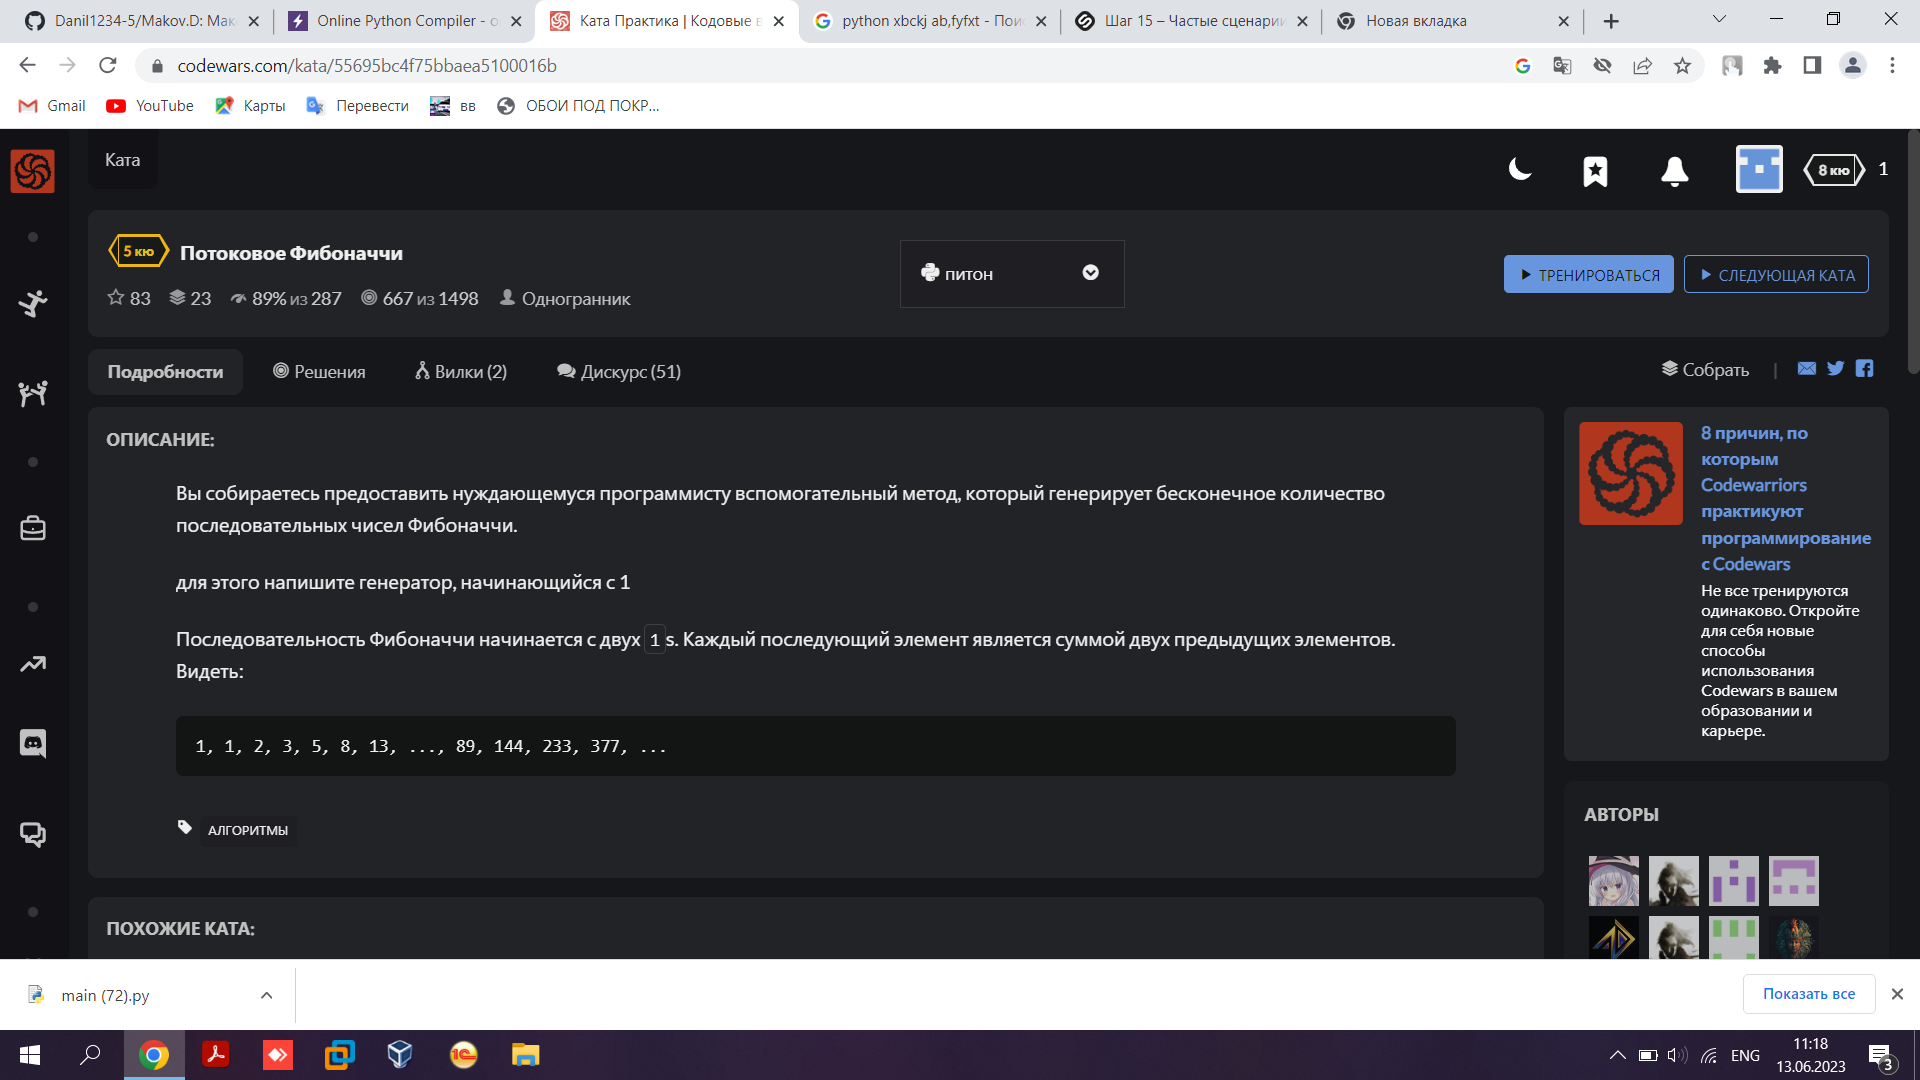 Danil1234-5/Makov.D: Мак
Online Python Compiler - о
Ката Практика | Кодовые в
python xbckj ab,fyfxt - Пои
Шаг 15 – Частые сценарии
Новая вкладка
codewars.com/kata/55695bc4f75bbaea5100016b
Gmail
YouTube
Карты
Перевести
вв
ОБОИ ПОД ПОКР...
Ката
8 кю
1
5 кю
Потоковое Фибоначчи
83
23
89% из 287
667 из 1498
Одногранник
питон
ТРЕНИРОВАТЬСЯ
СЛЕДУЮЩАЯ КАТА
Подробности
Решения
Вилки (2)
Дискурс (51)
Собрать
|
ОПИСАНИЕ:
Вы собираетесь предоставить нуждающемуся программисту вспомогательный метод, который генерирует бесконечное количество
последовательных чисел Фибоначчи.
для этого напишите генератор, начинающийся с 1
Последовательность Фибоначчи начинается с двух 1 s. Каждый последующий элемент является суммой двух предыдущих элементов.
Видеть:
1, 1, 2, 3, 5, 8, 13, ..., 89, 144, 233, 377, ...
АЛГОРИТМЫ
ПОХОЖИЕ КАТА:
8 причин, по
которым
Codewarriors
практикуют
программирование
с Codewars
Не все тренируются
одинаково. Откройте
для себя новые
способы
использования
Codewars в вашем
образовании и
карьере.
АВТОРЫ
main (72).py
Показать все
1С
ENG
11:18
13.06.2023
3